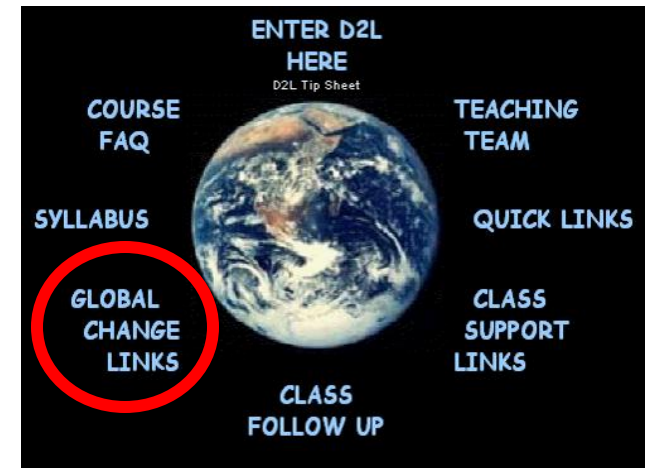 ENTER D2L
HERE
D2L Tip Sheet
COURSE
FAQ
TEACHING
TEAM
SYLLABUS
QUICK LINKS
GLOBAL
CHANGE
LINKS
CLASS
SUPPORT
LINKS
CLASS
FOLLOW UP